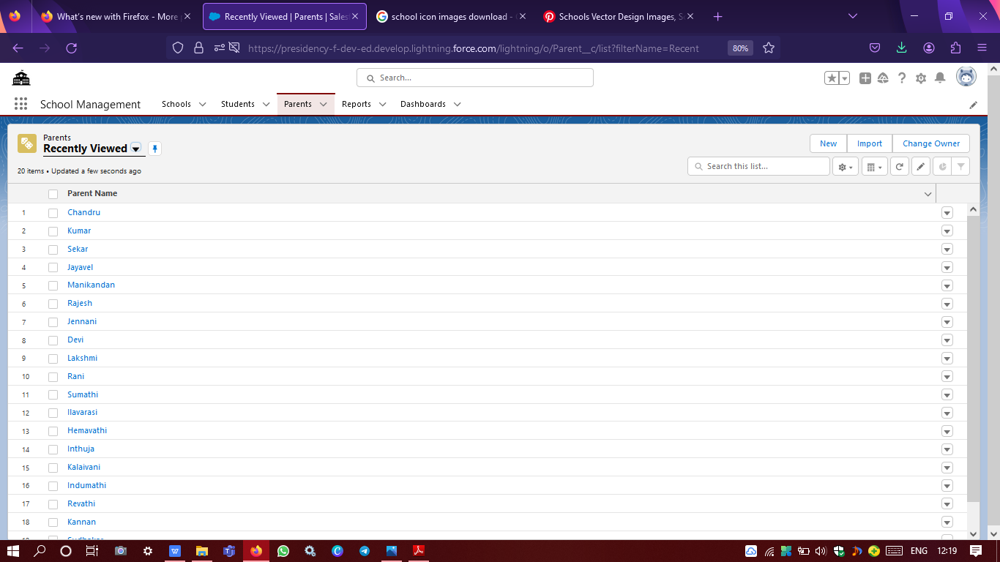 What's new with Firefox - More
Recently Viewed | Parents | Sales
school icon images download -
Schools Vector Design Images, S
https://presidency-f-dev-ed.develop.lightning.force.com/lightning/o/Parent__c/list?filterName=Recent
80%
Search...
School Management
Schools
Students
Parents
Reports
Dashboards
Parents
Recently Viewed
New
Import
Change Owner
20 items • Updated a few seconds ago
Search this list...
Parent Name
1 Chandru
2 Kumar
3 Sekar
4 Jayavel
5 Manikandan
6 Rajesh
7 Jennani
8 Devi
9 Lakshmi
10 Rani
11 Sumathi
12 Ilavarasi
13 Hemavathi
14 Inthuja
15 Kalaivani
16 Indumathi
17 Revathi
18 Kannan
ENG
12:19